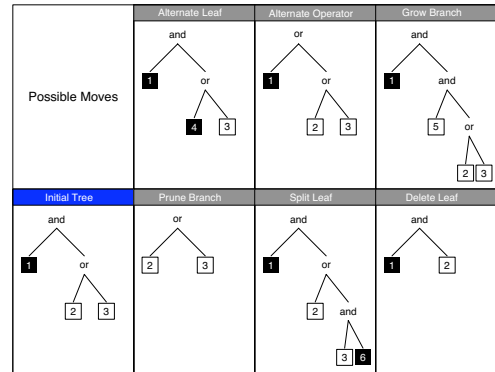 Alternate Leaf Alternate Operator Grow Branch
Possible Moves
and
1 or
4 3
or
1 or
2 3
and
1 and
5 or
2 3
Initial Tree Prune Branch Split Leaf Delete Leaf
and
1 or
2 3
or
2 3
and
1 or
2 and
3 6
and
1 2